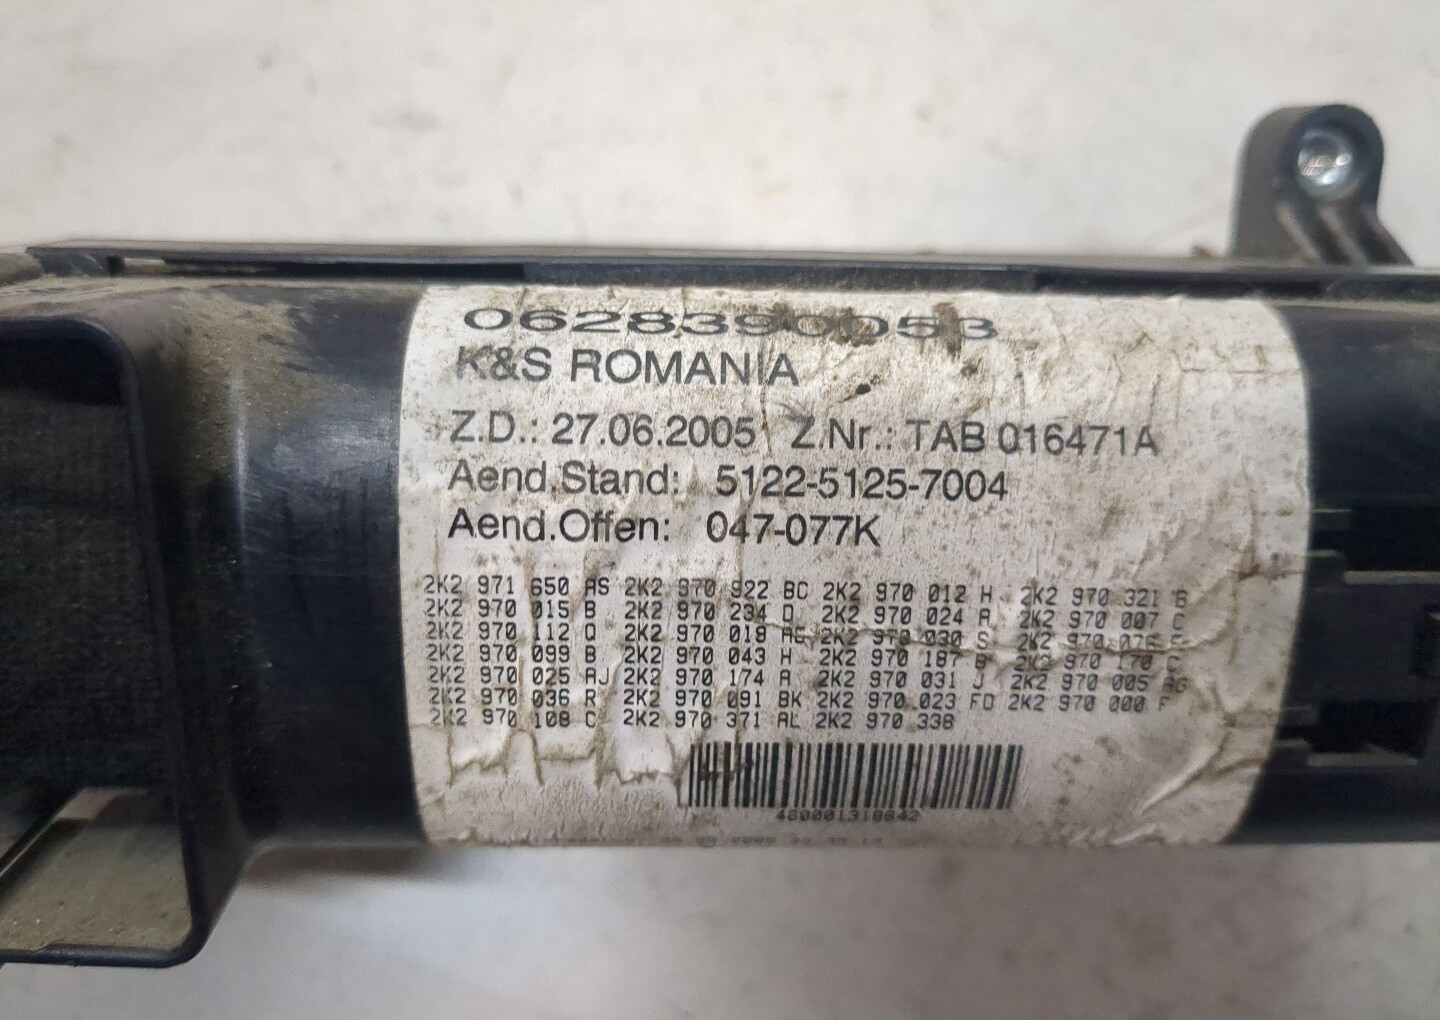 0628390053
K&S ROMANIA
Z.D.: 27.06.2005 Z.Nr.: TAB 016471A
Aend.Stand: 5122-5125-7004
Aend.Offen: 047-077K
2K2 971 650 AS 2K2 970 922 BC 2K2 970 012 H 2K2 970 321 B
2K2 970 015 B 2K2 970 234 D 2K2 970 024 A 2K2 970 007 C
2K2 970 112 Q 2K2 970 019 2K2 970 030 S 2K2 970
2K2 970 099 B 2K2 970 043 H 2K2 970 187 B 2K2 970 170 C
2K2 970 025 AJ 2K2 970 174 A 2K2 970 031 J 2K2 970 005
2K2 970 036 R 2K2 970 091 BK 2K2 970 023 FD 2K2 970 000 F
2K2 970 108 C 2K2 970 371 AL 2K2 970 338
460001318642